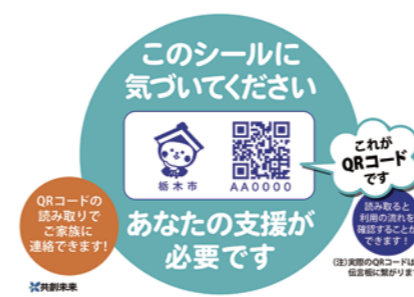 このシールに
気づいてください
栃木市
AA0000
これが
QRコード
です
あなたの支援が
必要です
QRコードの
読み取りで
ご家族に
連絡できます!
読み取ると
利用の流れを
確認することが
できます!
(注)実際のQRコードは
伝言板に繋がりま
共創未来